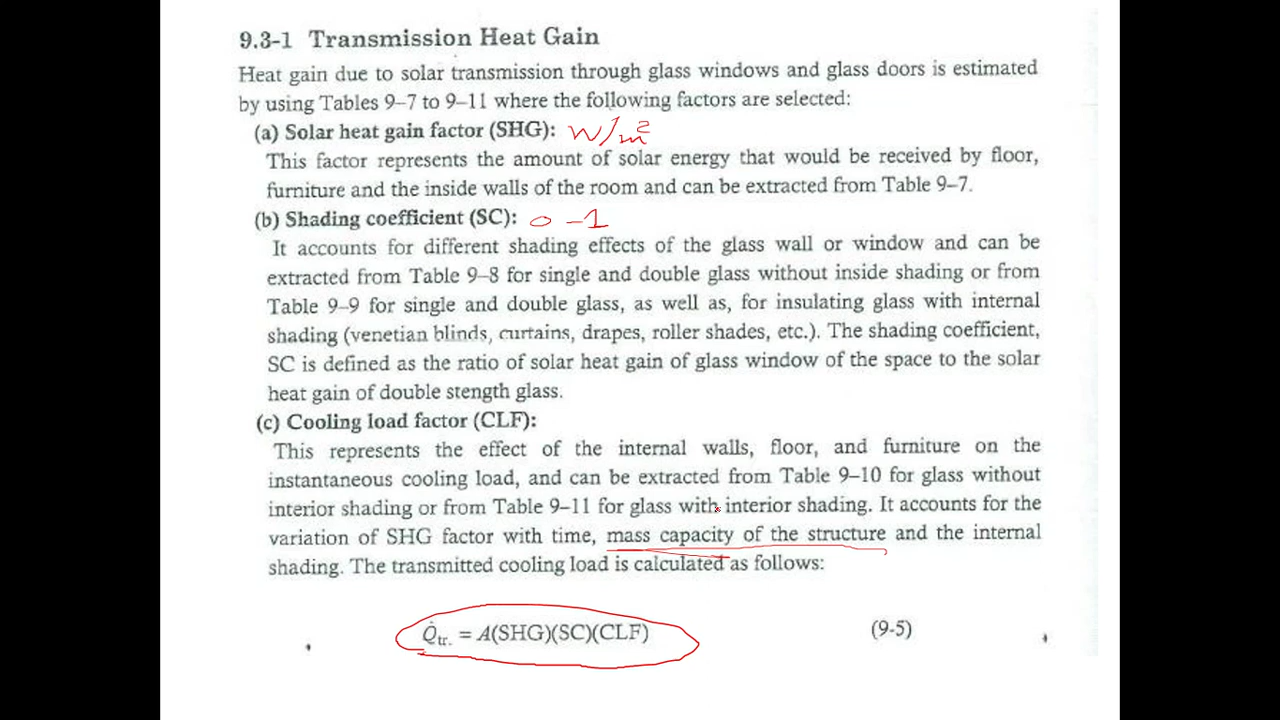 9.3-1 Transmission Heat Gain
Heat gain due to solar transmission through glass windows and glass doors is estimated
by using Tables 9–7 to 9–11 where the following factors are selected:
(a) Solar heat gain factor (SHG): W/m²
This factor represents the amount of solar energy that would be received by floor,
furniture and the inside walls of the room and can be extracted from Table 9–7.
(b) Shading coefficient (SC): 0 – 1
It accounts for different shading effects of the glass wall or window and can be
extracted from Table 9–8 for single and double glass without inside shading or from
Table 9–9 for single and double glass, as well as, for insulating glass with internal
shading (venetian blinds, curtains, drapes, roller shades, etc.). The shading coefficient,
SC is defined as the ratio of solar heat gain of glass window of the space to the solar
heat gain of double stength glass.
(c) Cooling load factor (CLF):
This represents the effect of the internal walls, floor, and furniture on the
instantaneous cooling load, and can be extracted from Table 9–10 for glass without
interior shading or from Table 9–11 for glass with interior shading. It accounts for the
variation of SHG factor with time, mass capacity of the structure and the internal
shading. The transmitted cooling load is calculated as follows:
Q̇tr. = A(SHG)(SC)(CLF) (9-5)